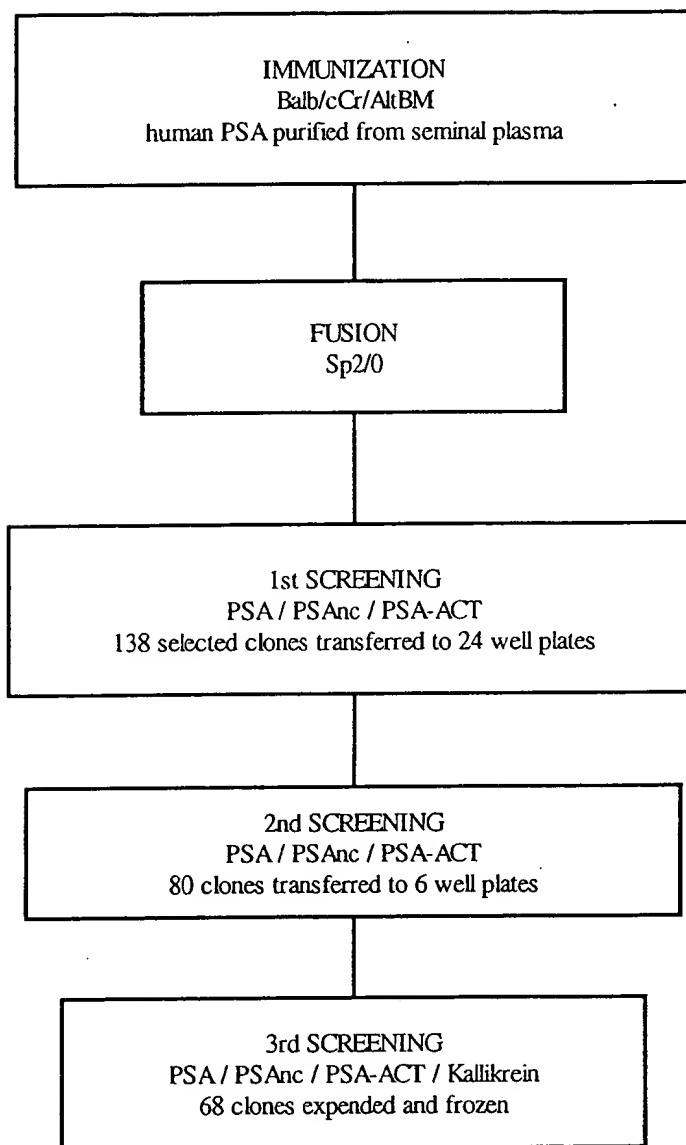 IMMUNIZATION
Balb/cCr/AltBM
human PSA purified from seminal plasma
FUSION
Sp2/0
1st SCREENING
PSA / PSAnc / PSA-ACT
138 selected clones transferred to 24 well plates
2nd SCREENING
PSA / PSAnc / PSA-ACT
80 clones transferred to 6 well plates
3rd SCREENING
PSA / PSAnc / PSA-ACT / Kallikrein
68 clones expended and frozen